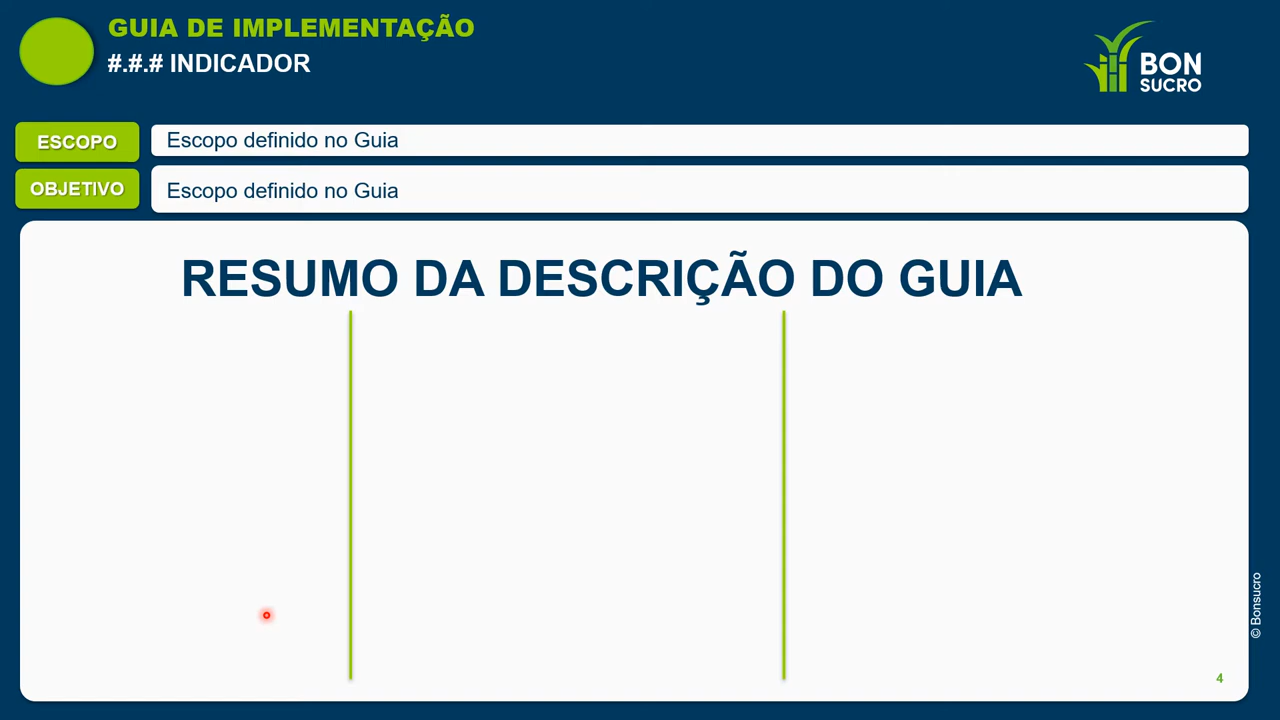 GUIA DE IMPLEMENTAÇÃO
#.#.# INDICADOR
BON
SUCRO
ESCOPO
Escopo definido no Guia
OBJETIVO
Escopo definido no Guia
RESUMO DA DESCRIÇÃO DO GUIA
© Bonsucro
4